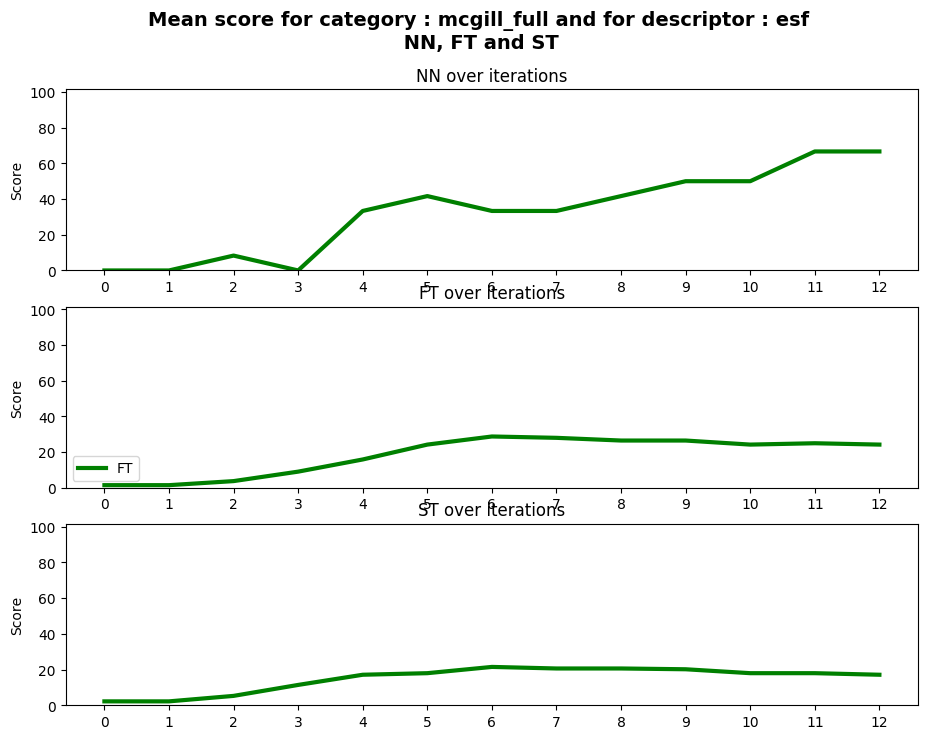 Mean score for category : mcgill_full and for descriptor : esf
NN, FT and ST
NN over iterations
100
80
60
40
20
0
Score
0 1 2 3 4 5 6 7 8 9 10 11 12
FT over iterations
100
80
60
40
20
0
Score
FT
0 1 2 3 4 5 6 7 8 9 10 11 12
ST over iterations
100
80
60
40
20
0
Score
0 1 2 3 4 5 6 7 8 9 10 11 12